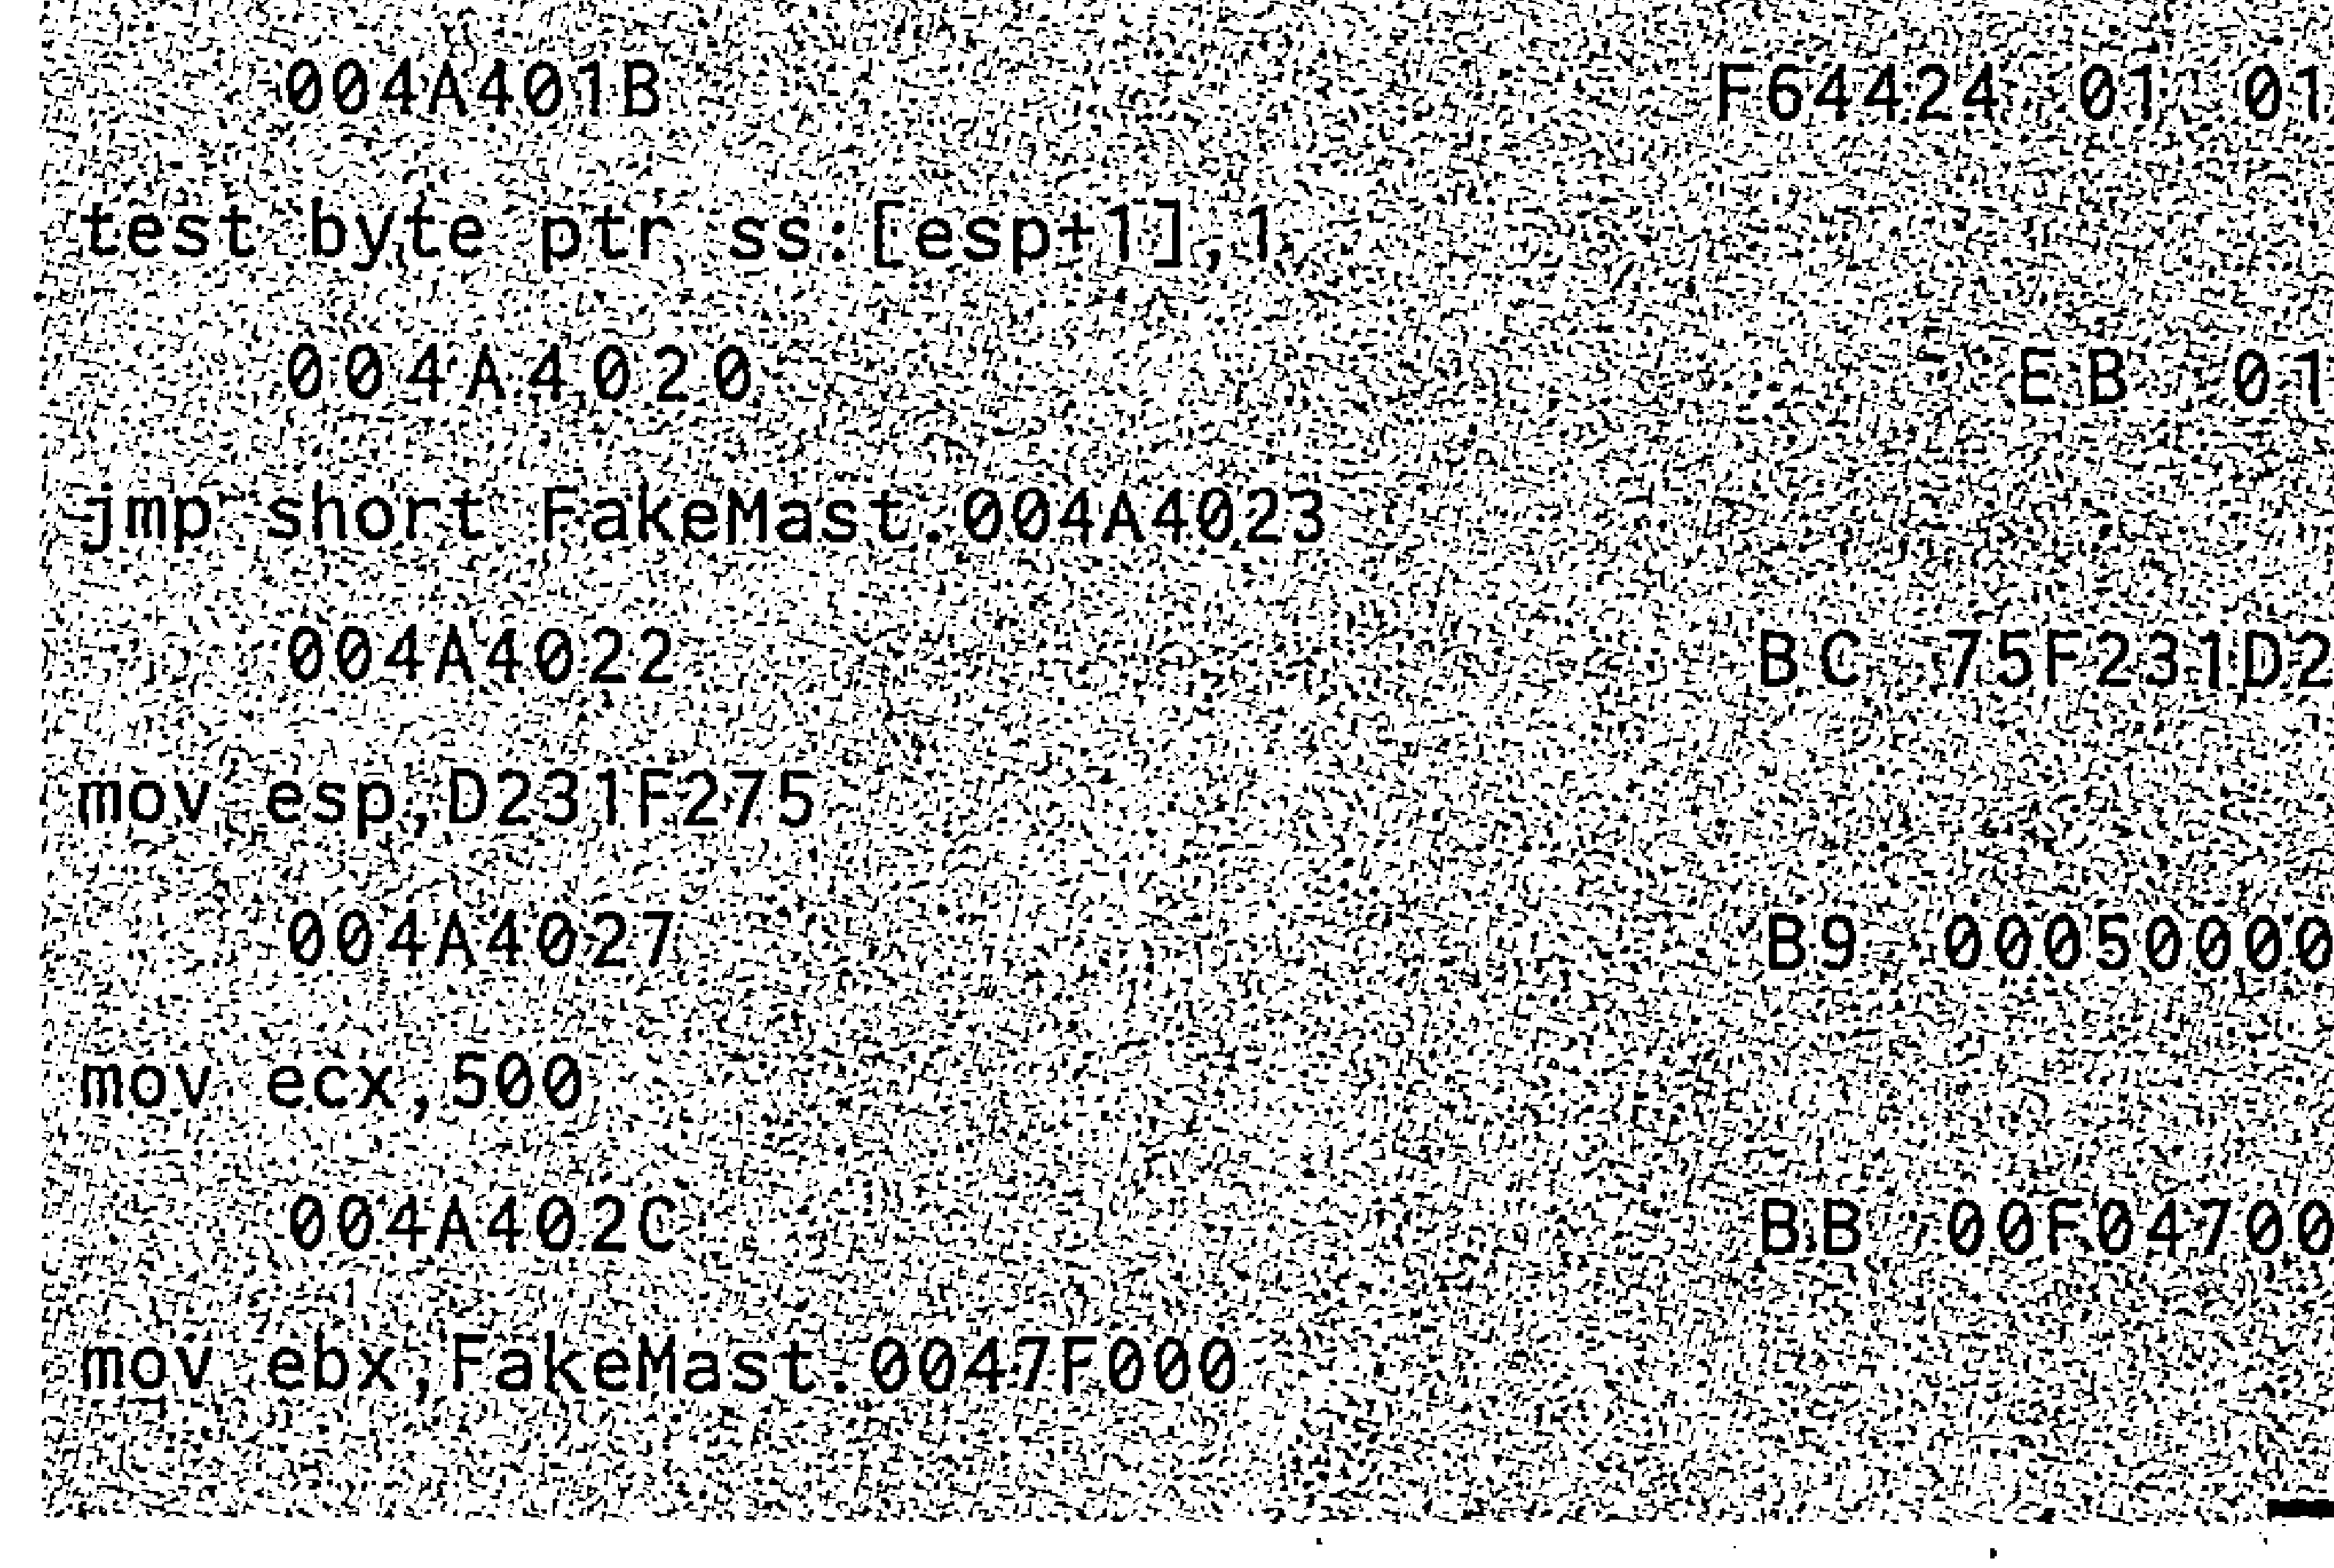 004A401B F64424 01 01
test byte ptr ss:[esp+1],1
004A4020 EB 01
jmp short FakeMast.004A4023
004A4022 BC 75F231D2
mov esp,D231F275
004A4027 B9 00050000
mov ecx,500
004A402C BB 00F04700
mov ebx,FakeMast.0047F000